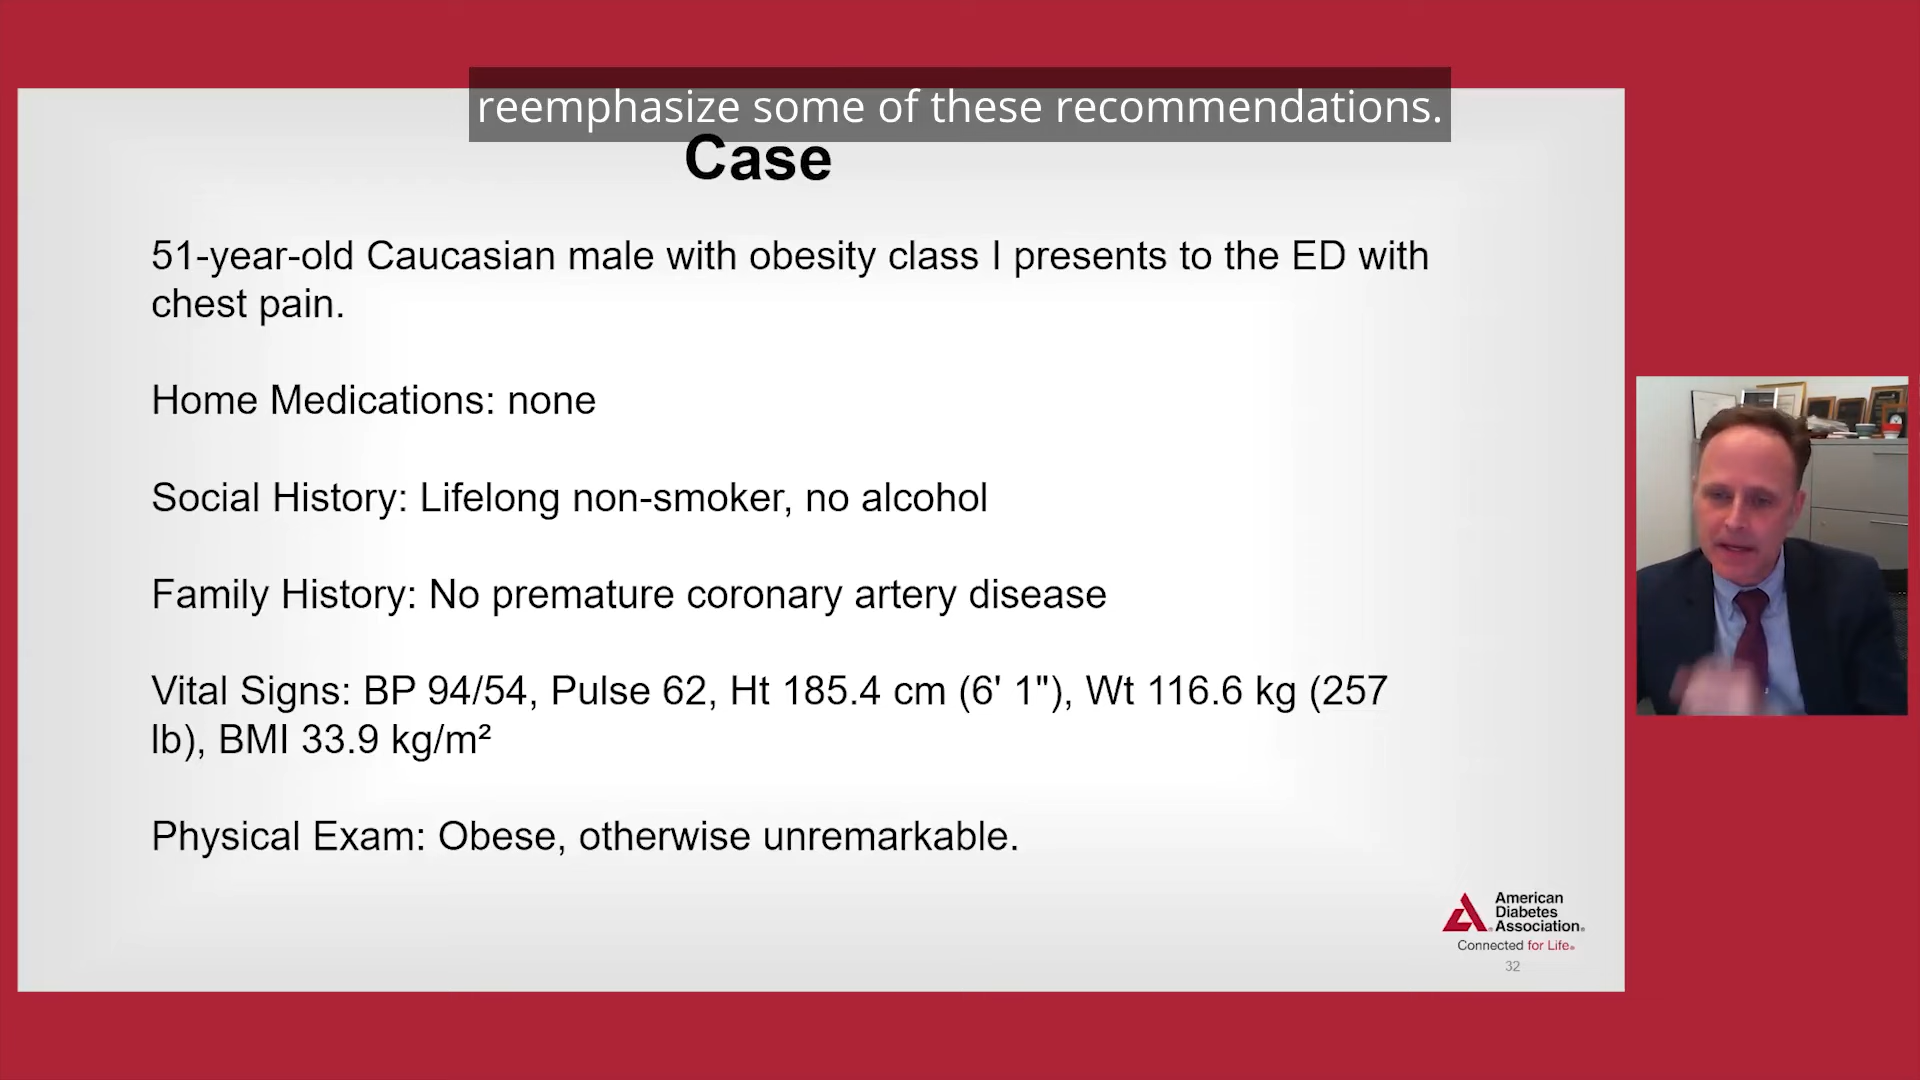 reemphasize some of these recommendations.
Case
51-year-old Caucasian male with obesity class I presents to the ED with
chest pain.
Home Medications: none
Social History: Lifelong non-smoker, no alcohol
Family History: No premature coronary artery disease
Vital Signs: BP 94/54, Pulse 62, Ht 185.4 cm (6' 1"), Wt 116.6 kg (257
lb), BMI 33.9 kg/m²
Physical Exam: Obese, otherwise unremarkable.
American
Diabetes
Association®
Connected for Life®
32